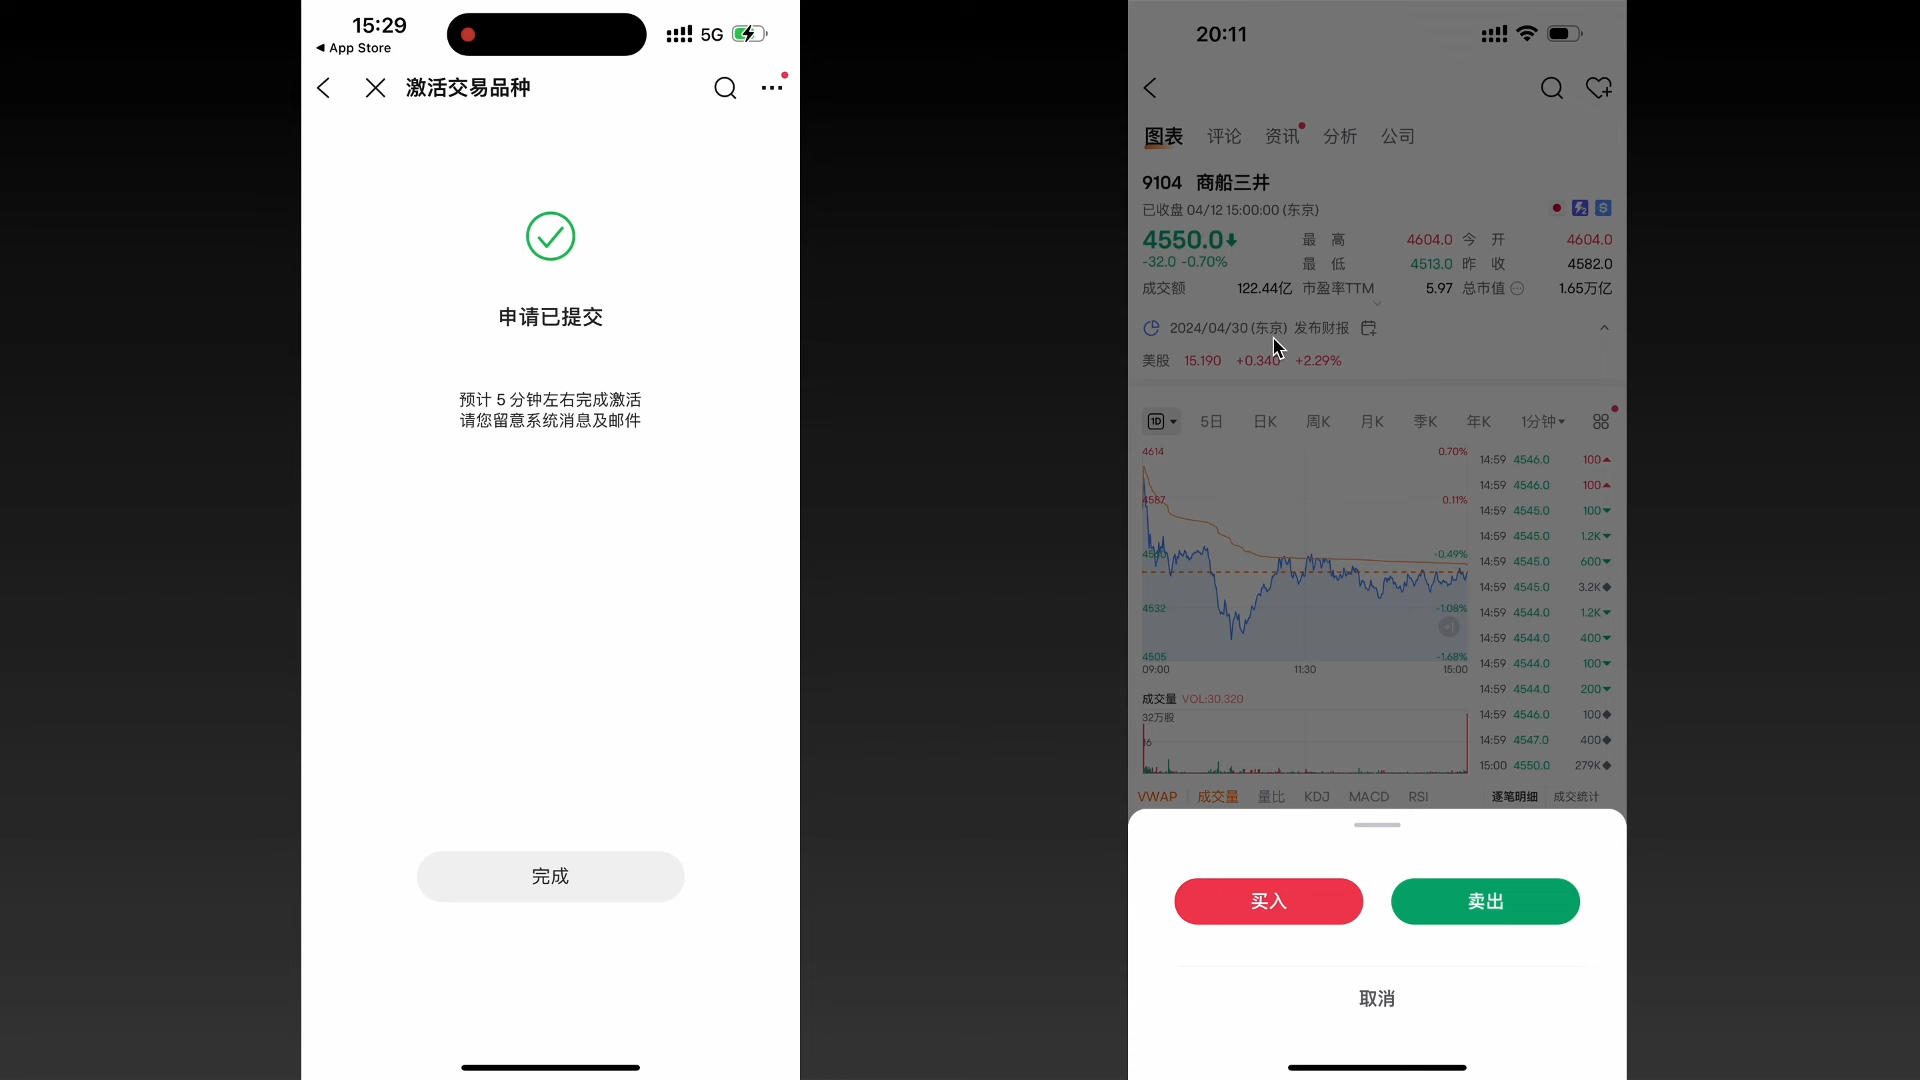 15:29
◀ App Store
5G
激活交易品种
申请已提交
预计 5 分钟左右完成激活
请您留意系统消息及邮件
完成
20:11
图表 评论 资讯 分析 公司
9104 商船三井
已收盘 04/12 15:00:00 (东京)
4550.0 最 高 4604.0 今 开 4604.0
-32.0 -0.70% 最 低 4513.0 昨 收 4582.0
成交额 122.44亿 市盈率TTM 5.97 总市值 1.65万亿
2024/04/30 (东京) 发布财报
美股 15.190 +0.340 +2.29%
1D 5日 日K 周K 月K 季K 年K 1分钟
4614 0.70%
4587 0.11%
-0.49%
4532 -1.08%
4505 -1.68%
09:00 11:30 15:00
14:59 4546.0 100
14:59 4546.0 100
14:59 4545.0 100
14:59 4545.0 1.2K
14:59 4545.0 600
14:59 4545.0 3.2K
14:59 4544.0 1.2K
14:59 4544.0 400
14:59 4544.0 100
14:59 4544.0 200
14:59 4546.0 100
14:59 4547.0 400
15:00 4550.0 279K
成交量 VOL:30.320
32万股
16
VWAP 成交量 量比 KDJ MACD RSI 逐笔明细 成交统计
买入 卖出
取消